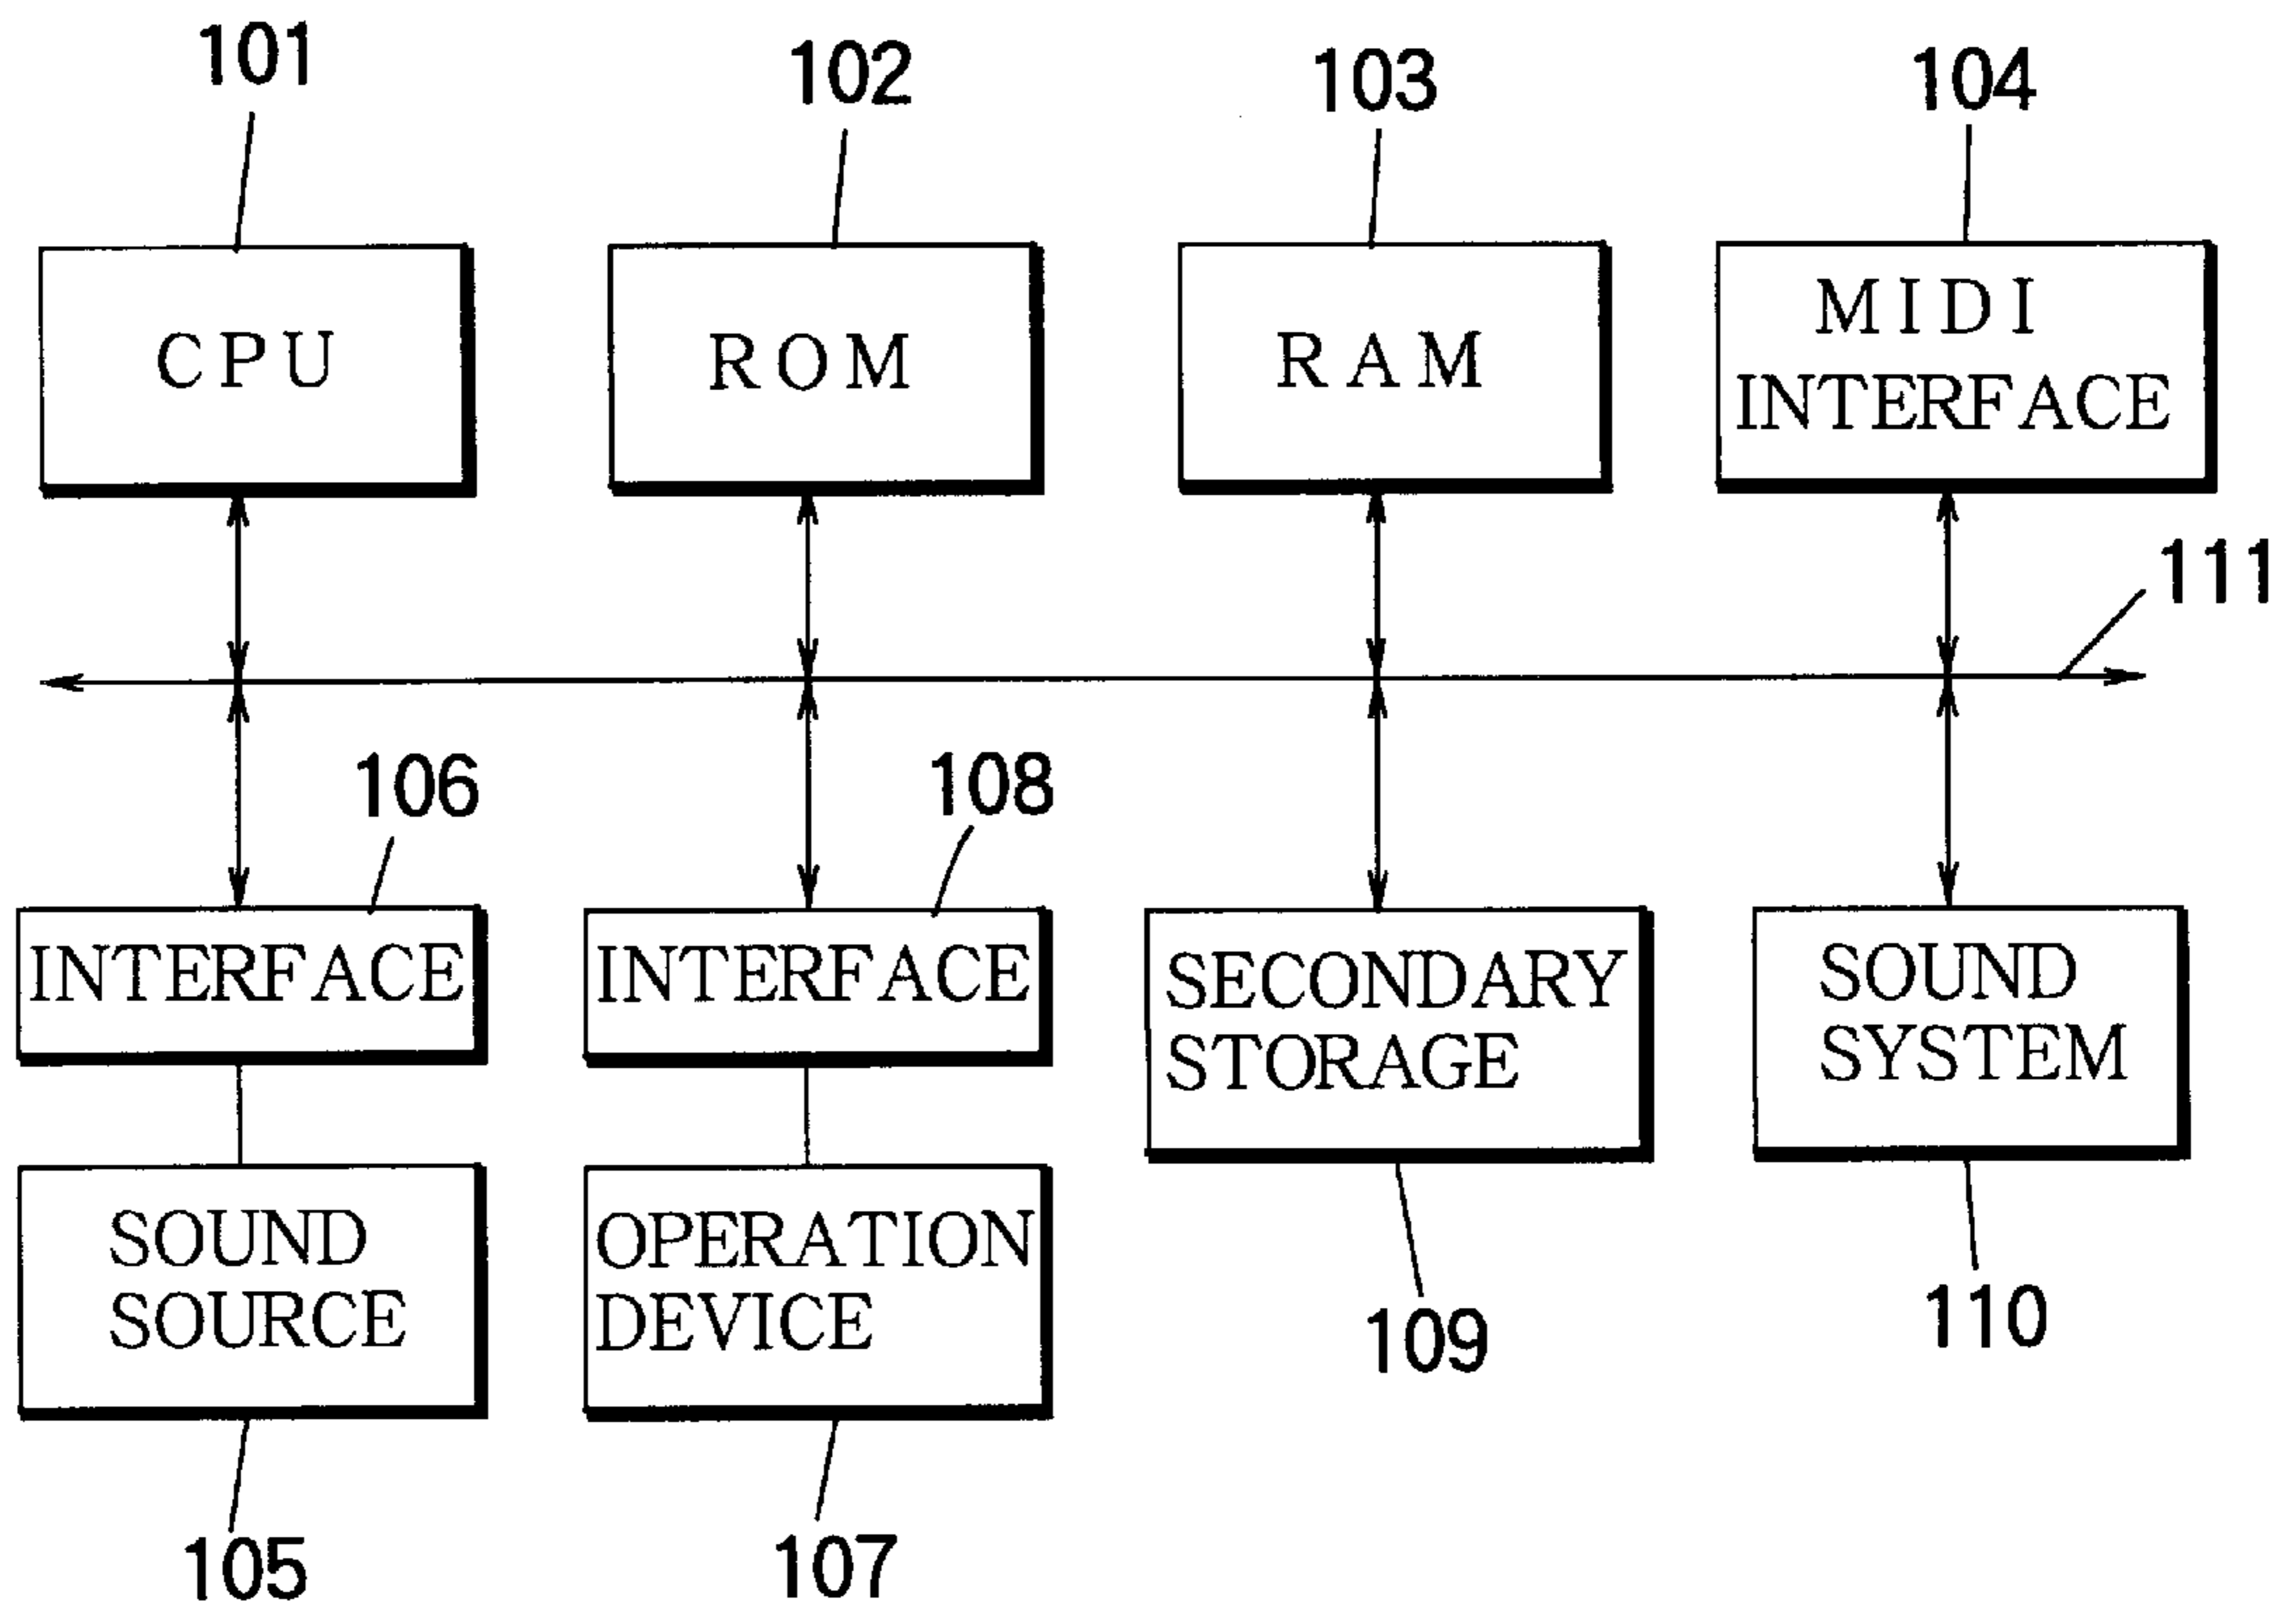 101
102
103
104
CPU
ROM
RAM
MIDI
INTERFACE
111
106
108
INTERFACE
INTERFACE
SECONDARY
STORAGE
SOUND
SYSTEM
SOUND
SOURCE
OPERATION
DEVICE
109
110
105
107